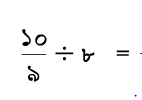 ১০/৯ ÷ ৮ =